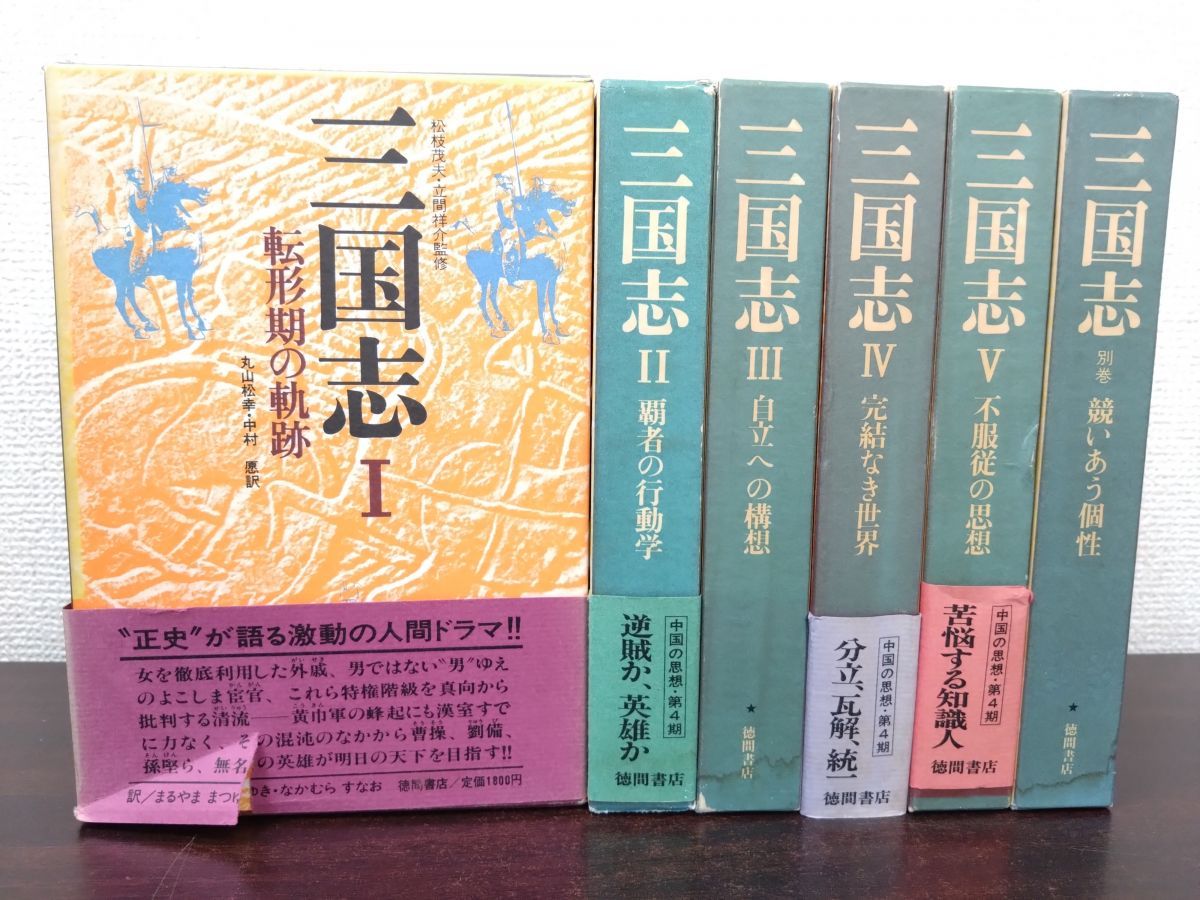 松枝茂夫・立間祥介監修
三国志 I
転形期の軌跡
丸山松幸・中村 愿訳
"正史"が語る激動の人間ドラマ!!
女を徹底利用した外戚、男ではない"男"ゆえ
のよこしま宦官、これら特権階級を真向から
批判する清流――黄巾軍の蜂起にも漢室すで
に力なく、その混沌のなかから曹操、劉備、
孫堅ら、無名の英雄が明日の天下を目指す!!
訳/まるやま まつゆき・なかむら すなお 徳間書店/定価1800円
三国志 II 覇者の行動学
中国の思想・第4期
逆賊か、英雄か
徳間書店
三国志 III 自立への構想
★
徳間書店
三国志 IV 完結なき世界
中国の思想・第4期
分立、瓦解、統一
徳間書店
三国志 V 不服従の思想
中国の思想・第4期
苦悩する知識人
徳間書店
三国志 別巻 競いあう個性
★
徳間書店